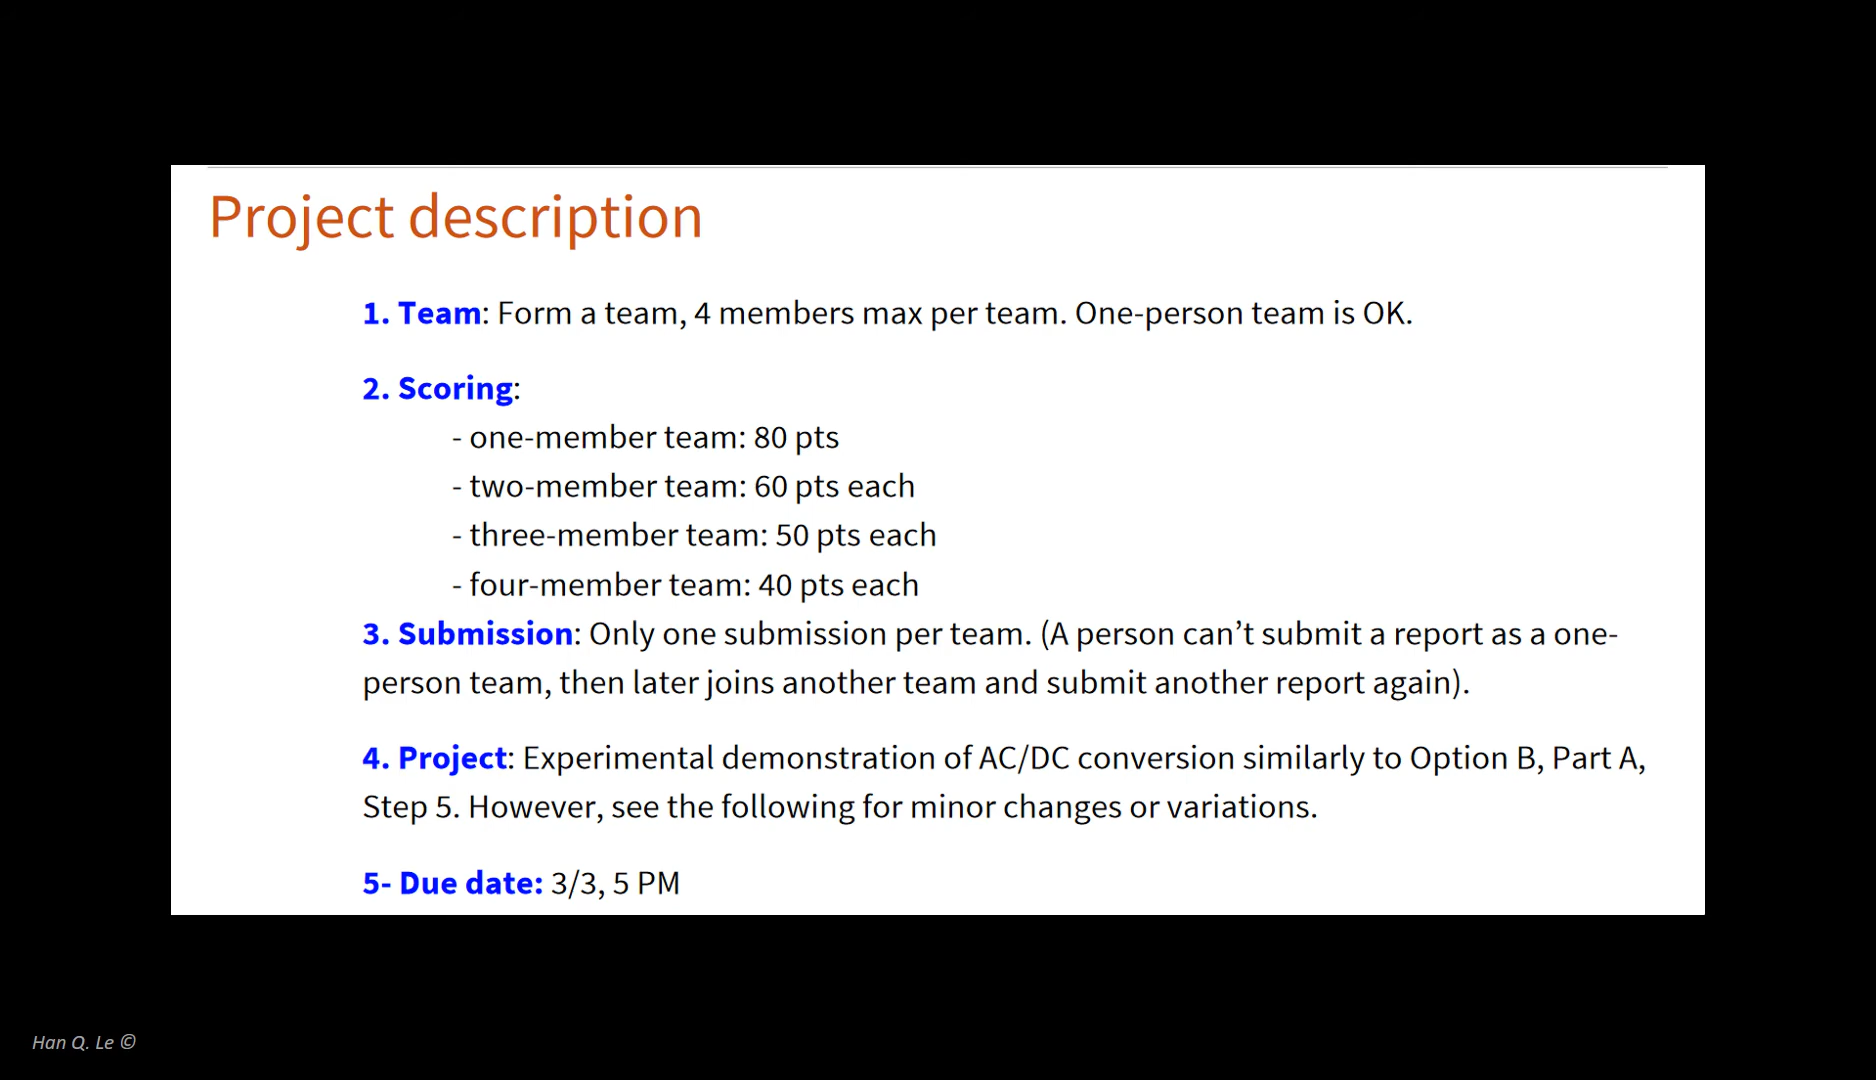 Project description
1. Team: Form a team, 4 members max per team. One-person team is OK.
2. Scoring:
- one-member team: 80 pts
- two-member team: 60 pts each
- three-member team: 50 pts each
- four-member team: 40 pts each
3. Submission: Only one submission per team. (A person can’t submit a report as a one-
person team, then later joins another team and submit another report again).
4. Project: Experimental demonstration of AC/DC conversion similarly to Option B, Part A,
Step 5. However, see the following for minor changes or variations.
5- Due date: 3/3, 5 PM
Han Q. Le ©